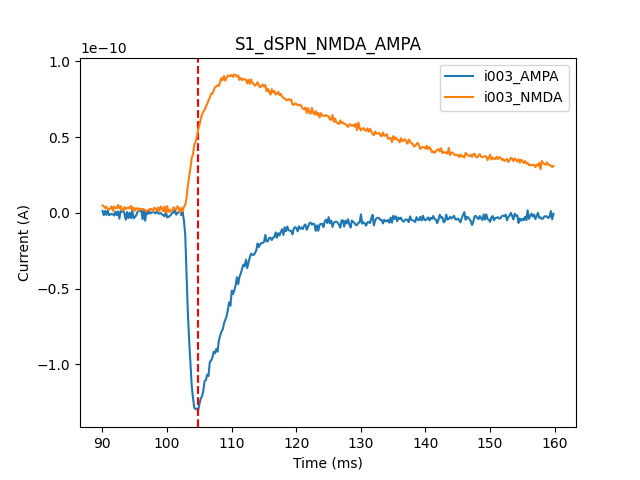 S1_dSPN_NMDA_AMPA
1e−10
1.0
0.5
0.0
−0.5
−1.0
Current (A)
i003_AMPA
i003_NMDA
90 100 110 120 130 140 150 160
Time (ms)